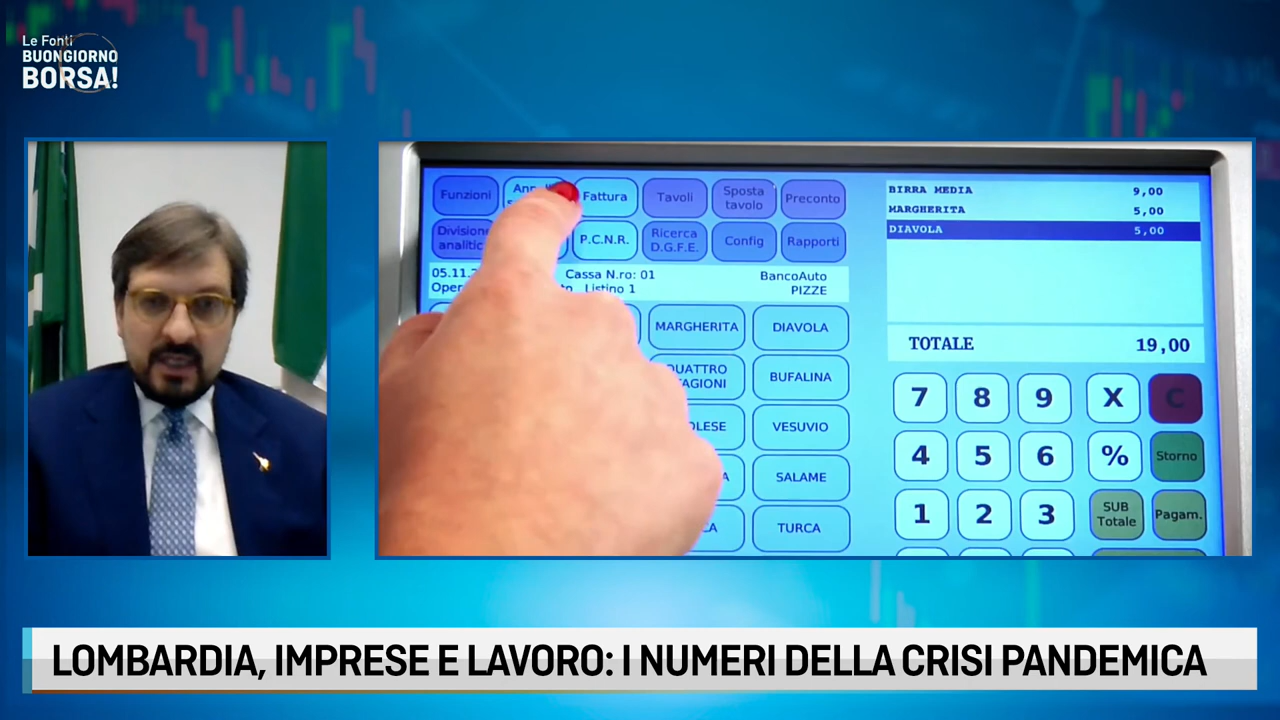 Le Fonti
BUONGIORNO
BORSA!
Funzioni
Fattura
Tavoli
Sposta
tavolo
Preconto
Divisione
P.C.N.R.
Ricerca
D.G.F.E.
Config
Rapporti
05.11.
Cassa N.ro: 01
BancoAuto
Listino 1
PIZZE
MARGHERITA
DIAVOLA
BUFALINA
VESUVIO
SALAME
TURCA
BIRRA MEDIA 9,00
MARGHERITA 5,00
DIAVOLA 5,00
TOTALE 19,00
7 8 9 X C
4 5 6 % Storno
1 2 3 SUB
Totale Pagam.
LOMBARDIA, IMPRESE E LAVORO: I NUMERI DELLA CRISI PANDEMICA